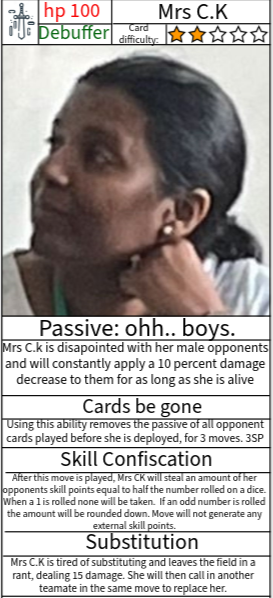 hp 100
Mrs C.K
Debuffer
Card
difficulty:
Passive: ohh.. boys.
Mrs C.k is disapointed with her male opponents
and will constantly apply a 10 percent damage
decrease to them for as long as she is alive
Cards be gone
Using this ability removes the passive of all oponent
cards played before she is deployed, for 3 moves. 3SP
Skill Confiscation
After this move is played, Mrs CK will steal an amount of her
opponents skill points equal to half the number rolled on a dice.
When a 1 is rolled none will be taken. If an odd number is rolled
the amount will be rounded down. Move will not generate any
external skill points.
Substitution
Mrs C.K is tired of substituting and leaves the field in a
rant, dealing 15 damage. She will then call in another
teamate in the same move to replace her.